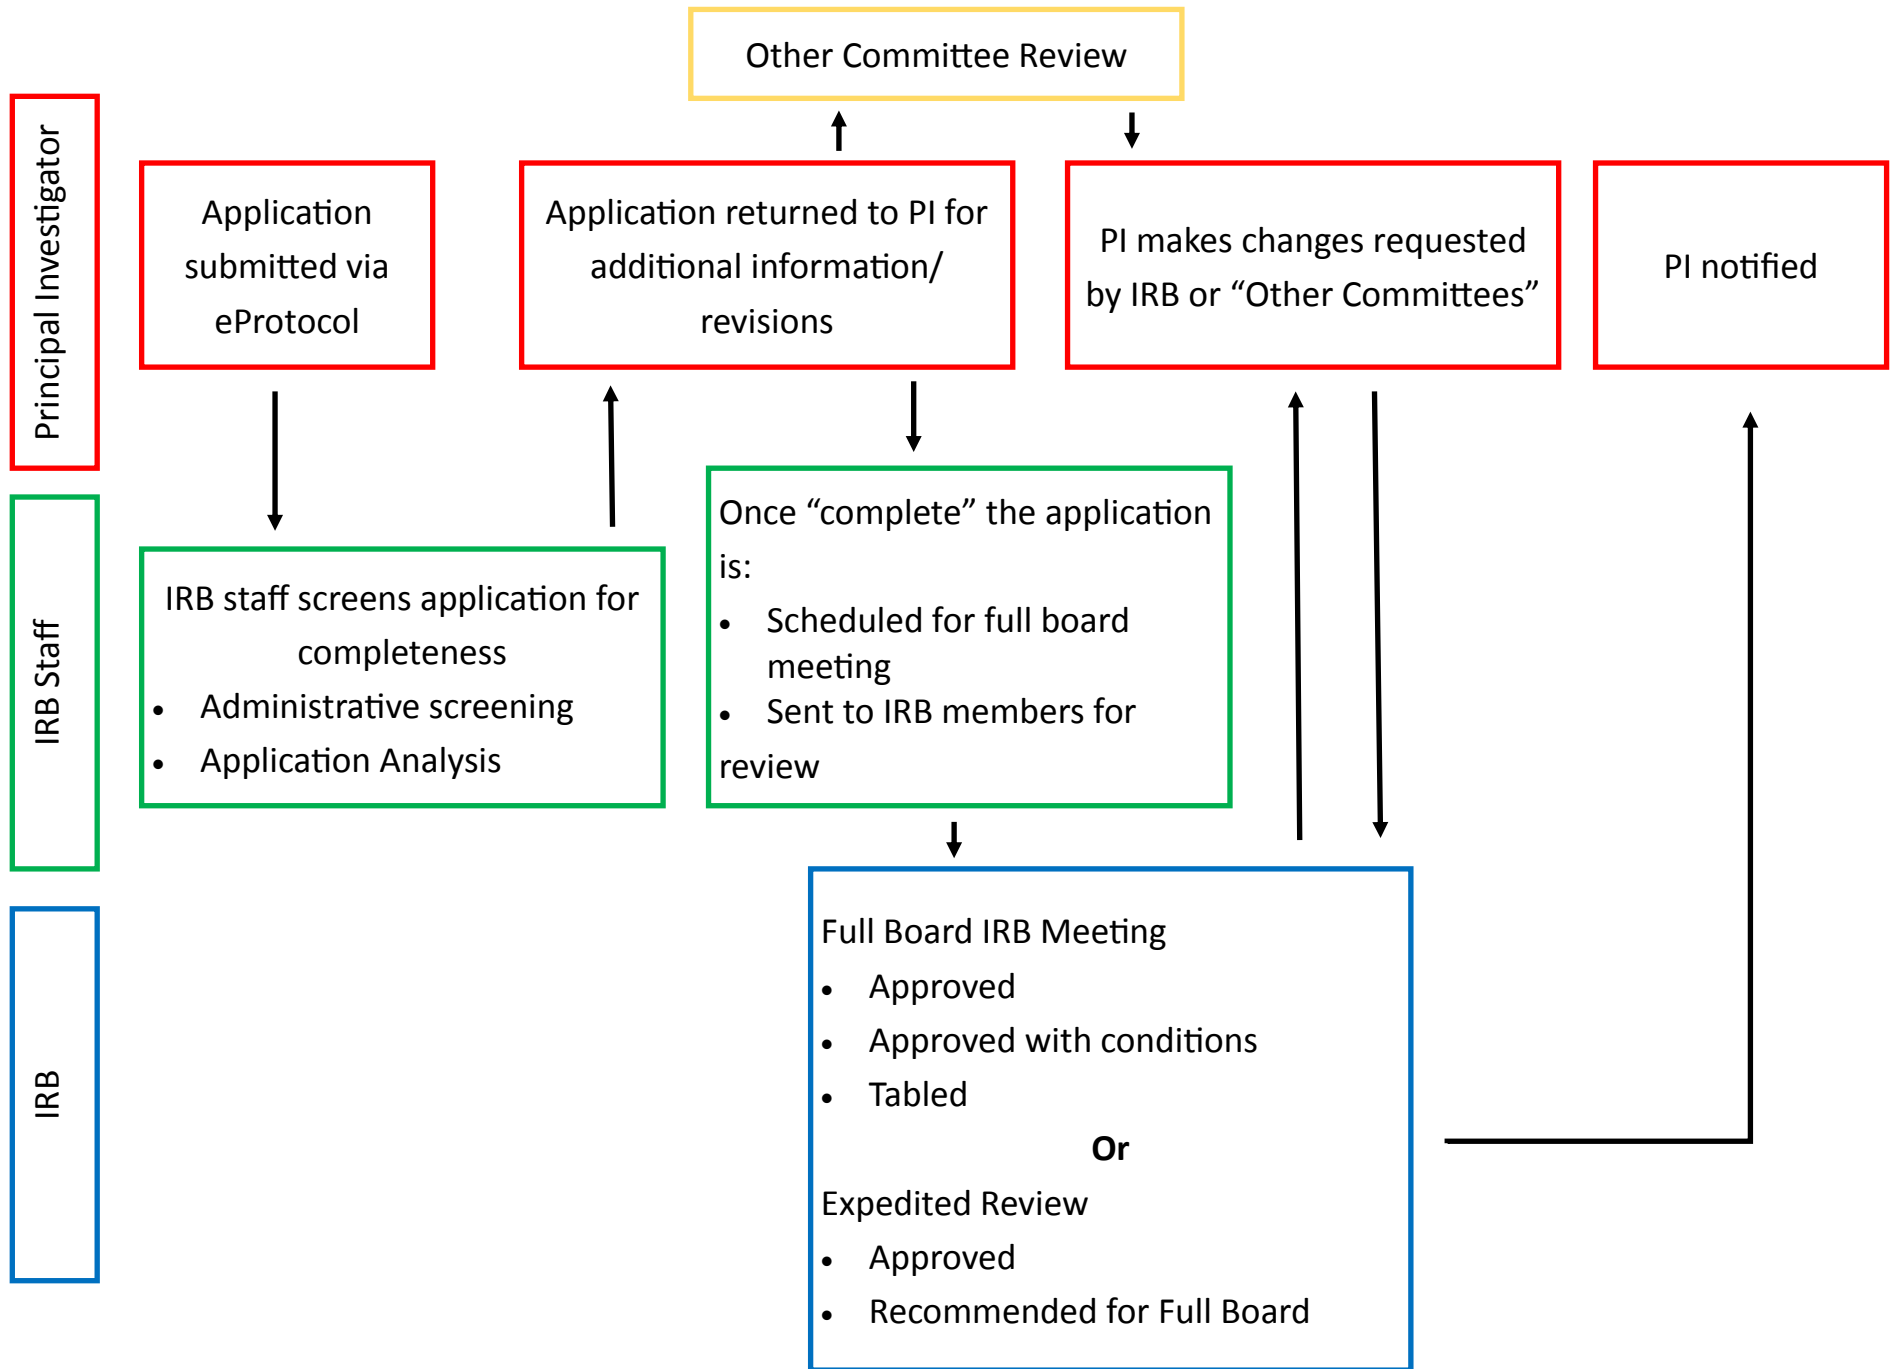 Other Committee Review
Principal Investigator
Application
submitted via
eProtocol
Application returned to PI for
additional information/
revisions
PI makes changes requested
by IRB or “Other Committees”
PI notified
IRB Staff
IRB staff screens application for
completeness
• Administrative screening
• Application Analysis
Once “complete” the application
is:
• Scheduled for full board
meeting
• Sent to IRB members for
review
IRB
Full Board IRB Meeting
• Approved
• Approved with conditions
• Tabled
Or
Expedited Review
• Approved
• Recommended for Full Board